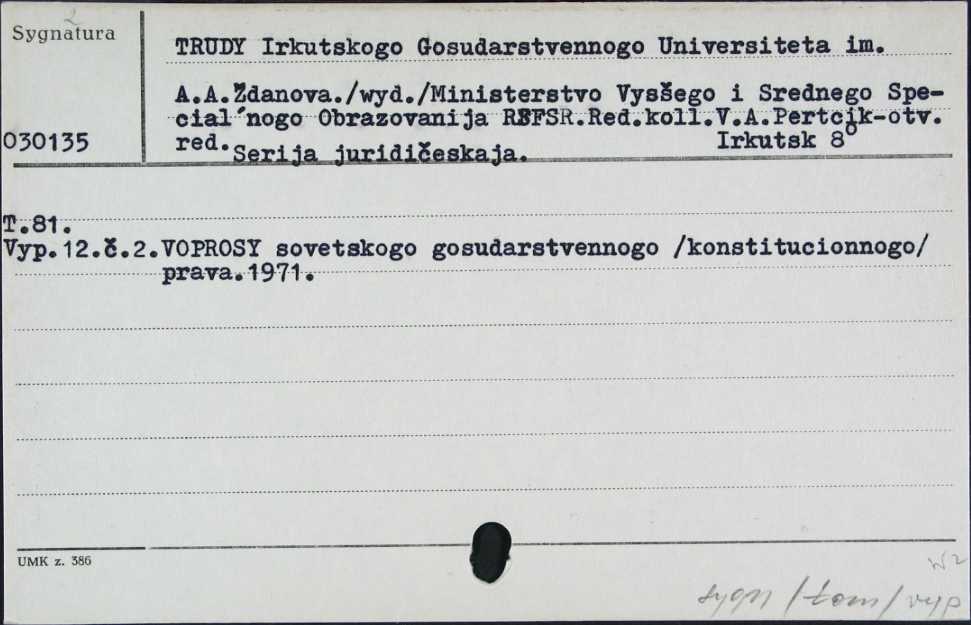 Sygnatura
TRUDY Irkutskogo Gosudarstvennogo Universiteta im.
A.A.Ždanova./wyd./Ministerstvo Vysšego i Srednego Spe-
cial´nogo Obrazovanija RSFSR.Red.koll.V.A.Pertcik-otv.
030135 red. Irkutsk 8°
Serija juridičeskaja.
T.81.
Vyp.12.č.2.VOPROSY sovetskogo gosudarstvennogo /konstitucionnogo/
prava.1971.
UMK z. 386
W2
sygn/tom/vyp